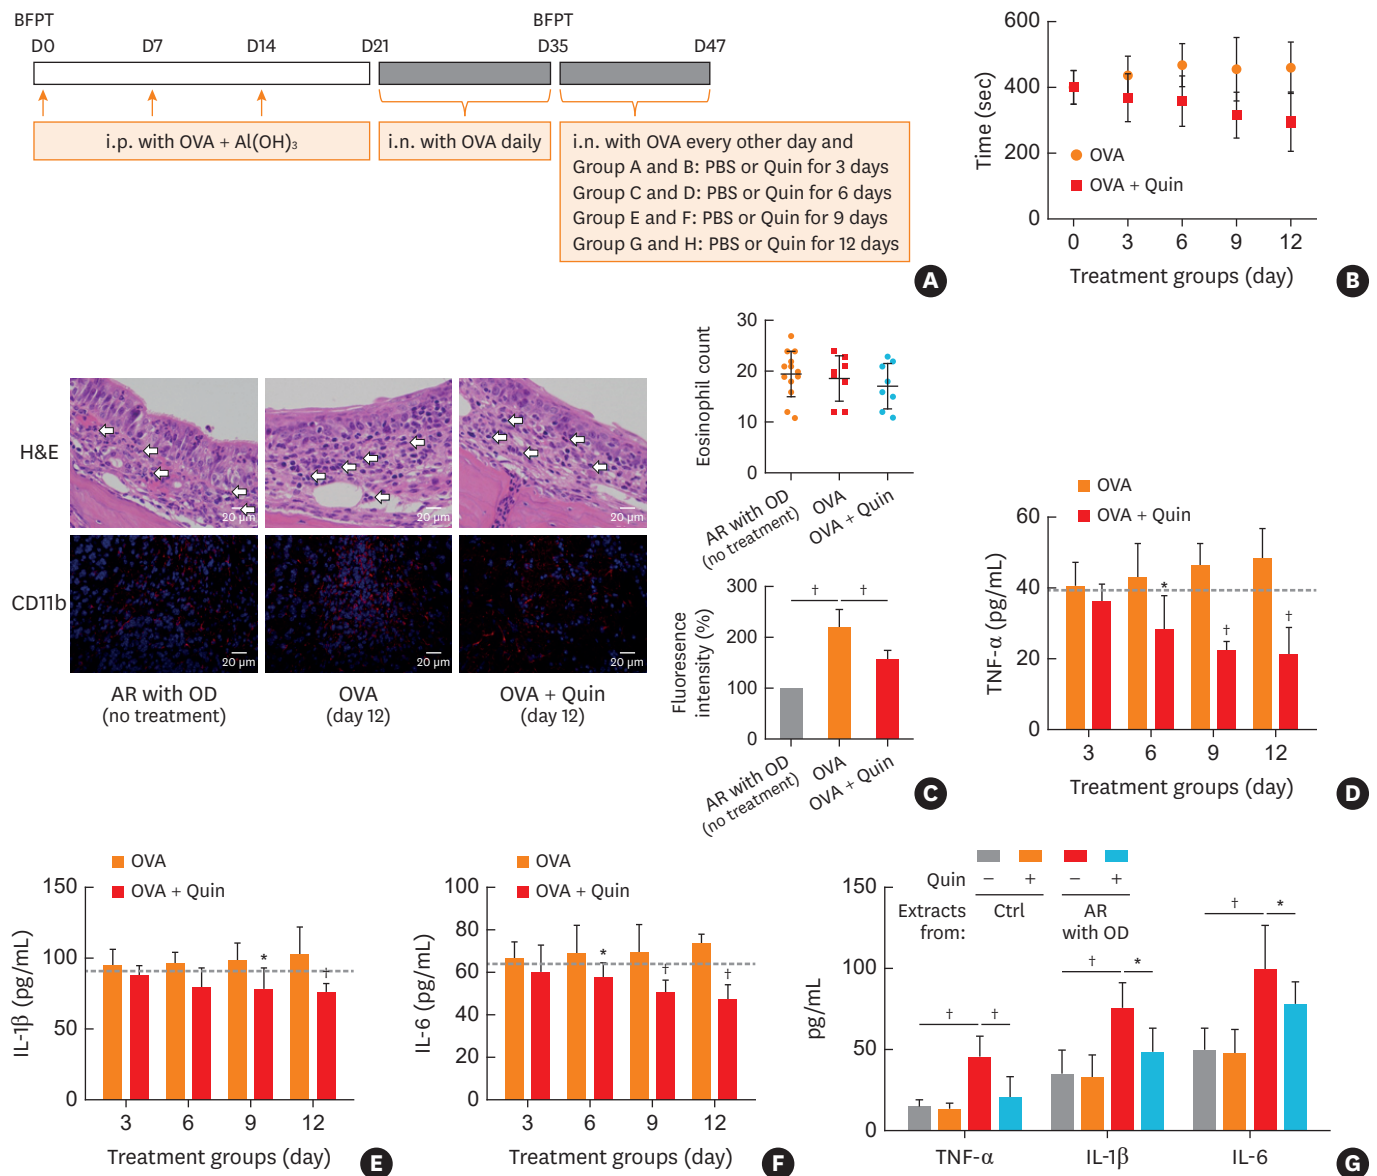 BFPT BFPT
D0 D7 D14 D21 D35 D47
i.p. with OVA + Al(OH)₃
i.n. with OVA daily
i.n. with OVA every other day and
Group A and B: PBS or Quin for 3 days
Group C and D: PBS or Quin for 6 days
Group E and F: PBS or Quin for 9 days
Group G and H: PBS or Quin for 12 days
A
600
400
200
0
Time (sec)
OVA
OVA + Quin
0 3 6 9 12
Treatment groups (day)
B
H&E
20 µm 20 µm 20 µm
CD11b
20 µm 20 µm 20 µm
AR with OD OVA OVA + Quin
(no treatment) (day 12) (day 12)
30
20
10
0
Eosinophil count
AR with OD
(no treatment)
OVA
OVA + Quin
300
200
100
0
Fluoresence
intensity (%)
† †
AR with OD
(no treatment)
OVA
OVA + Quin
C
OVA
OVA + Quin
60
40
20
0
TNF-α (pg/mL)
* † †
3 6 9 12
Treatment groups (day)
D
OVA
OVA + Quin
150
100
50
0
IL-1β (pg/mL)
* †
3 6 9 12
Treatment groups (day)
E
OVA
OVA + Quin
100
80
60
40
20
0
IL-6 (pg/mL)
* † †
3 6 9 12
Treatment groups (day)
F
Quin − + − +
Extracts Ctrl AR
from: with OD
150
100
50
0
pg/mL
† †
† *
† *
TNF-α IL-1β IL-6
G